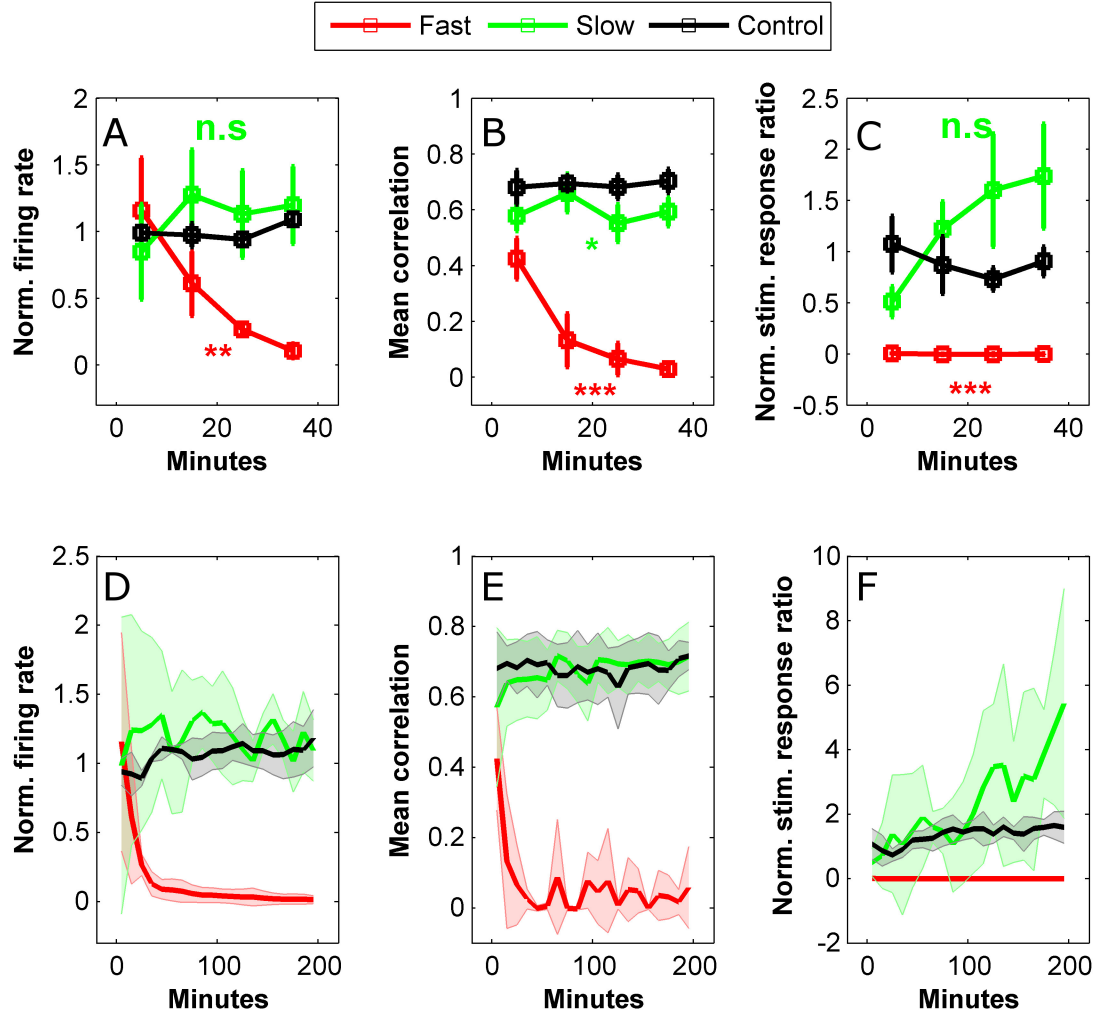 Fast Slow Control
A
n.s
**
Norm. firing rate
2
1.5
1
0.5
0
0 20 40
Minutes
B
*
***
Mean correlation
1
0.8
0.6
0.4
0.2
0
0 20 40
Minutes
C
n.s
***
Norm. stim. response ratio
2.5
2
1.5
1
0.5
0
-0.5
0 20 40
Minutes
D
Norm. firing rate
2.5
2
1.5
1
0.5
0
0 100 200
Minutes
E
Mean correlation
1
0.8
0.6
0.4
0.2
0
0 100 200
Minutes
F
Norm. stim. response ratio
10
8
6
4
2
0
-2
0 100 200
Minutes